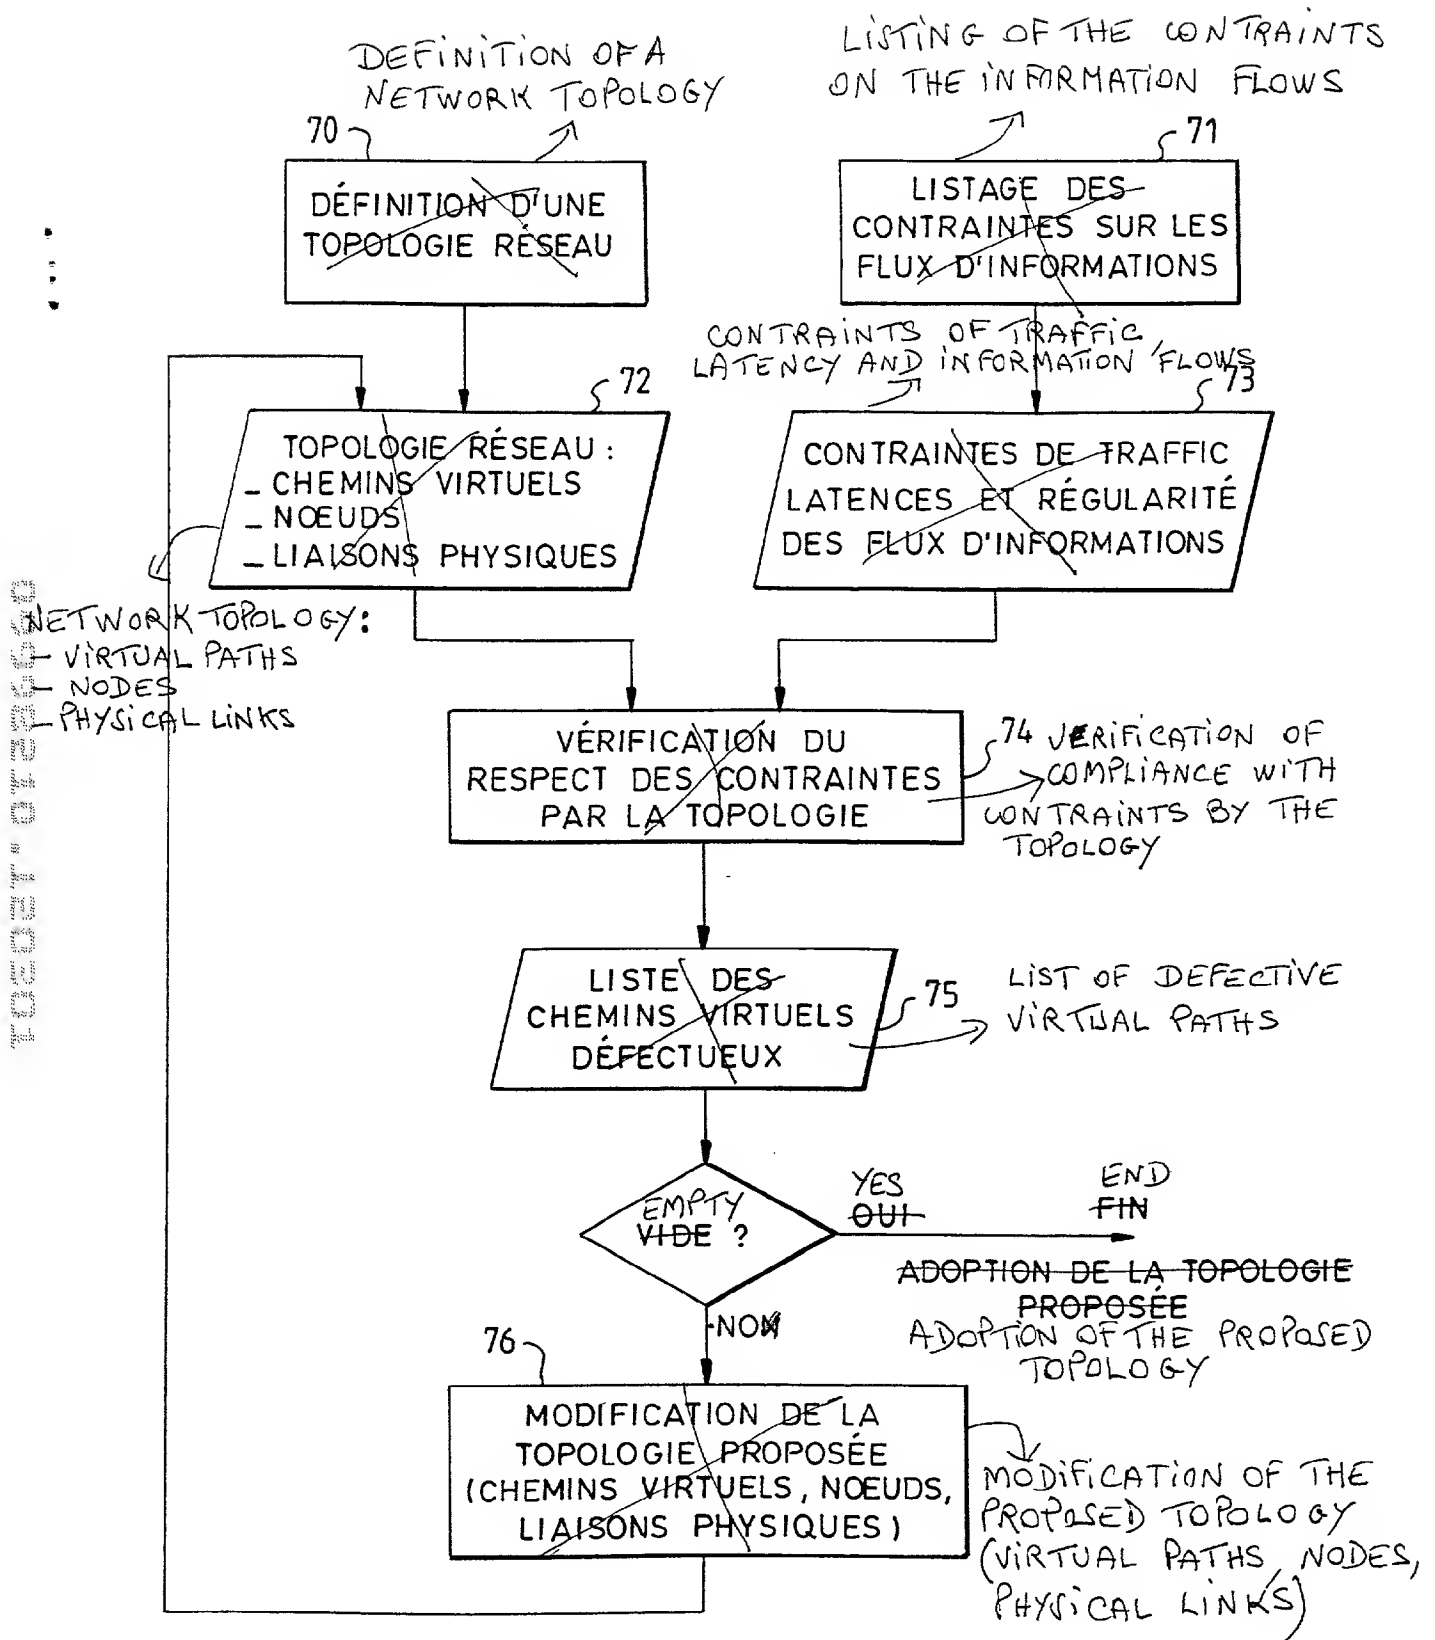 DEFINITION OF A
NETWORK TOPOLOGY
LISTING OF THE CONTRAINTS
ON THE INFORMATION FLOWS
70
71
DÉFINITION D'UNE
TOPOLOGIE RÉSEAU
LISTAGE DES
CONTRAINTES SUR LES
FLUX D'INFORMATIONS
CONTRAINTS OF TRAFFIC,
LATENCY AND INFORMATION FLOWS
72
73
TOPOLOGIE RÉSEAU :
– CHEMINS VIRTUELS
– NŒUDS
– LIAISONS PHYSIQUES
CONTRAINTES DE TRAFFIC
LATENCES ET RÉGULARITÉ
DES FLUX D'INFORMATIONS
NETWORK TOPOLOGY:
– VIRTUAL PATHS
– NODES
– PHYSICAL LINKS
VÉRIFICATION DU
RESPECT DES CONTRAINTES
PAR LA TOPOLOGIE
74
VERIFICATION OF
COMPLIANCE WITH
CONTRAINTS BY THE
TOPOLOGY
LISTE DES
CHEMINS VIRTUELS
DÉFECTUEUX
75
LIST OF DEFECTIVE
VIRTUAL PATHS
EMPTY
VIDE ?
YES
OUI
END
FIN
ADOPTION DE LA TOPOLOGIE
PROPOSÉE
ADOPTION OF THE PROPOSED
TOPOLOGY
NON
76
MODIFICATION DE LA
TOPOLOGIE PROPOSÉE
(CHEMINS VIRTUELS, NŒUDS,
LIAISONS PHYSIQUES)
MODIFICATION OF THE
PROPOSED TOPOLOGY
(VIRTUAL PATHS, NODES,
PHYSICAL LINKS)